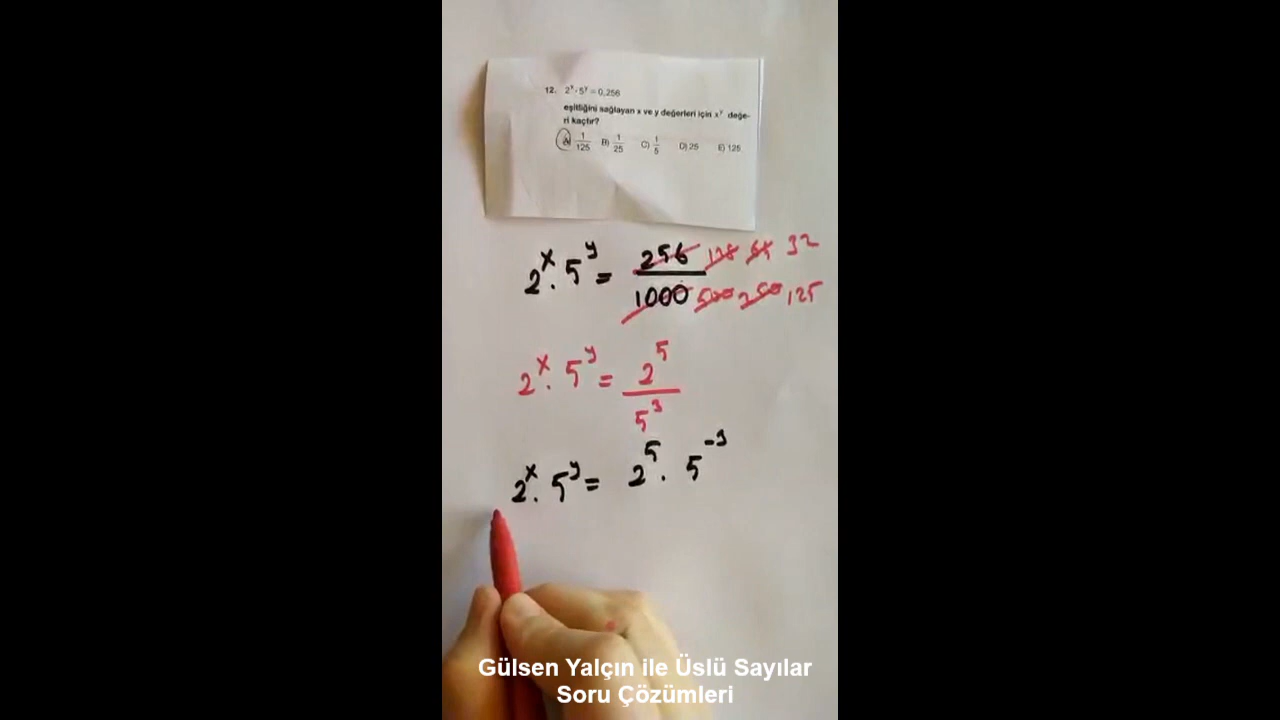 12. 2ˣ · 5ʸ = 0,256
eşitliğini sağlayan x ve y değerleri için xʸ değe-
ri kaçtır?
A) 1/125 B) 1/25 C) 1/5 D) 25 E) 125
2ˣ · 5ʸ = 256/1000 128/500 64/250 32/125
2ˣ · 5ʸ = 2⁵/5³
2ˣ · 5ʸ = 2⁵ · 5⁻³
Gülsen Yalçın ile Üslü Sayılar
Soru Çözümleri